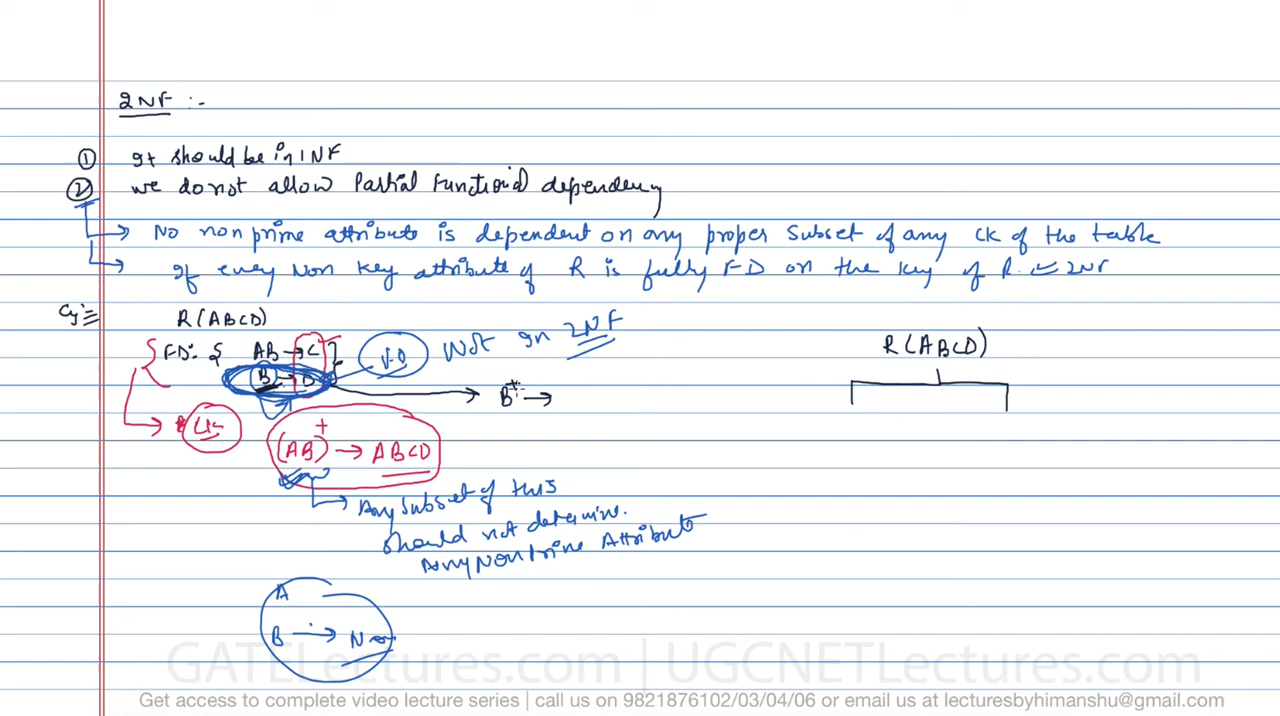 2NF :-
① It should be in 1NF
② We do not allow Partial Functional dependency
→ No non prime attribute is dependent on any proper subset of any CK of the table
→ If every Non key attribute of R is fully FD on the key of R. 2NF
Eg:-
R(ABCD)
FD: { AB → C }
B → D
Not in 2NF
B+ →
CK
(AB)+ → ABCD
→ Any subset of this
should not determine
Any Non Prime Attribute
A
B → Non
R(ABCD)
GATELectures.com | UGCNETLectures.com
Get access to complete video lecture series | call us on 9821876102/03/04/06 or email us at lecturesbyhimanshu@gmail.com